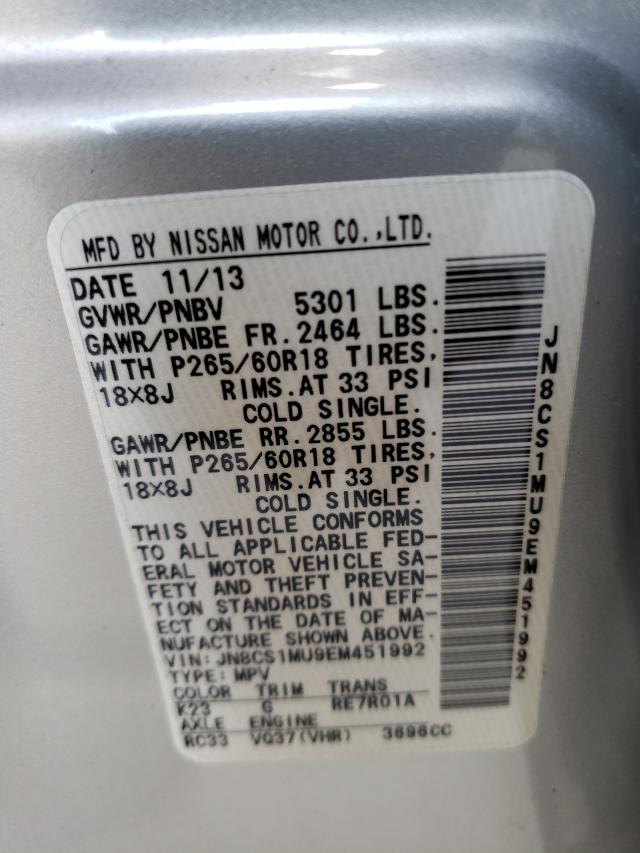 MFD BY NISSAN MOTOR CO.,LTD.
DATE 11/13
GVWR/PNBV 5301 LBS.
GAWR/PNBE FR.2464 LBS.
WITH P265/60R18 TIRES,
18X8J RIMS.AT 33 PSI
COLD SINGLE.
GAWR/PNBE RR.2855 LBS.
WITH P265/60R18 TIRES,
18X8J RIMS.AT 33 PSI
COLD SINGLE.
THIS VEHICLE CONFORMS
TO ALL APPLICABLE FED-
ERAL MOTOR VEHICLE SA-
FETY AND THEFT PREVEN-
TION STANDARDS IN EFF-
ECT ON THE DATE OF MA-
NUFACTURE SHOWN ABOVE.
VIN:JN8CS1MU9EM451992
TYPE:MPV
COLOR TRIM TRANS
K23 G RE7R01A
AXLE ENGINE
RC33 VQ37(VHR) 3696CC
JN8CS1MU9EM451992